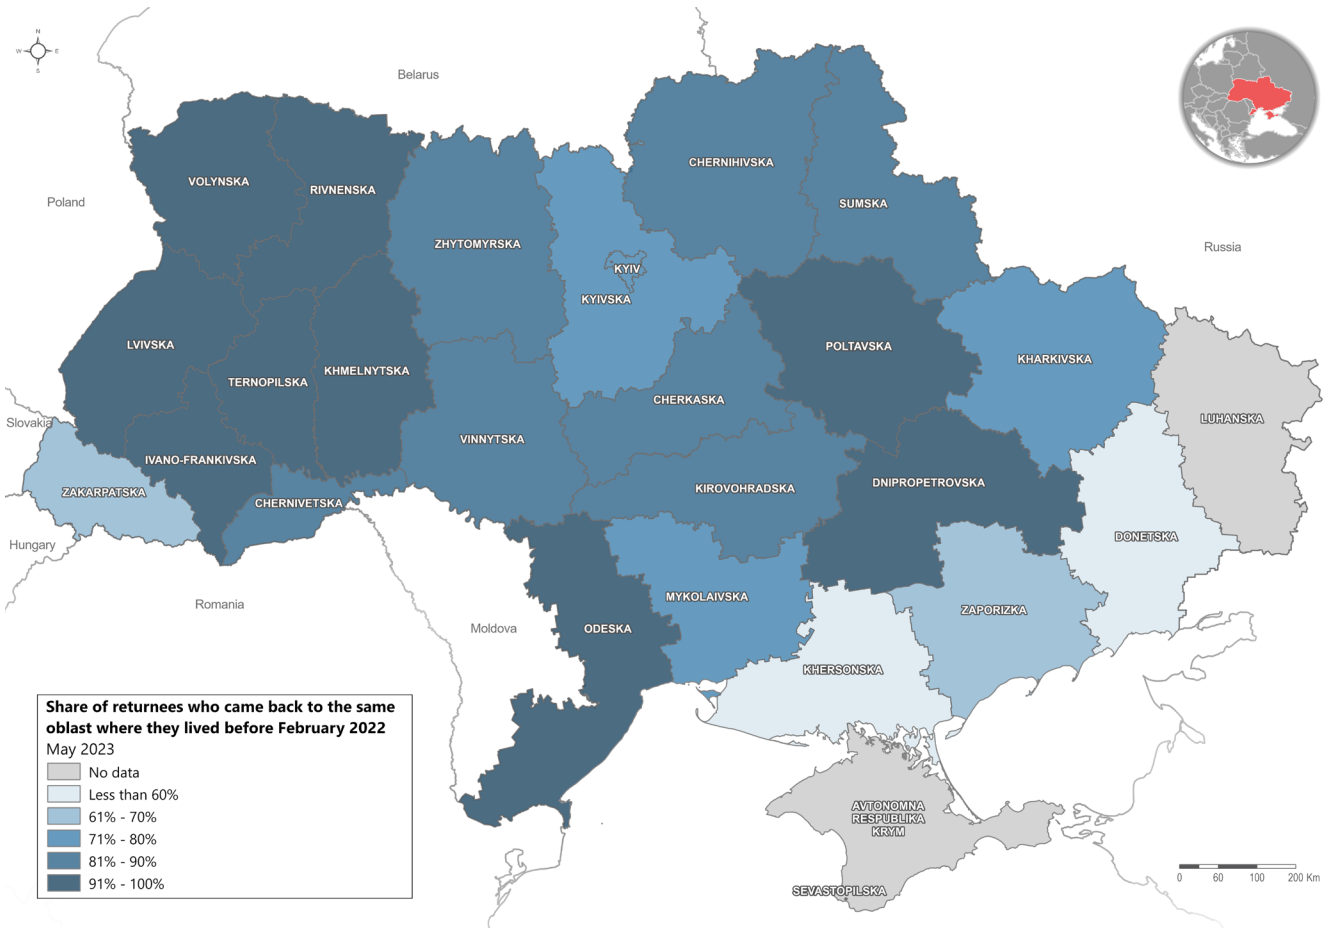 N
W
E
S
Belarus
Poland
Russia
Slovakia
Hungary
Romania
Moldova
VOLYNSKA
RIVNENSKA
ZHYTOMYRSKA
CHERNIHIVSKA
SUMSKA
KYIV
KYIVSKA
LVIVSKA
TERNOPILSKA
KHMELNYTSKA
POLTAVSKA
KHARKIVSKA
CHERKASKA
LUHANSKA
VINNYTSKA
IVANO-FRANKIVSKA
ZAKARPATSKA
CHERNIVETSKA
KIROVOHRADSKA
DNIPROPETROVSKA
DONETSKA
MYKOLAIVSKA
ODESKA
ZAPORIZKA
KHERSONSKA
AVTONOMNA
RESPUBLIKA
KRYM
SEVASTOPILSKA
Share of returnees who came back to the same
oblast where they lived before February 2022
May 2023
No data
Less than 60%
61% - 70%
71% - 80%
81% - 90%
91% - 100%
0 60 100 200 Km